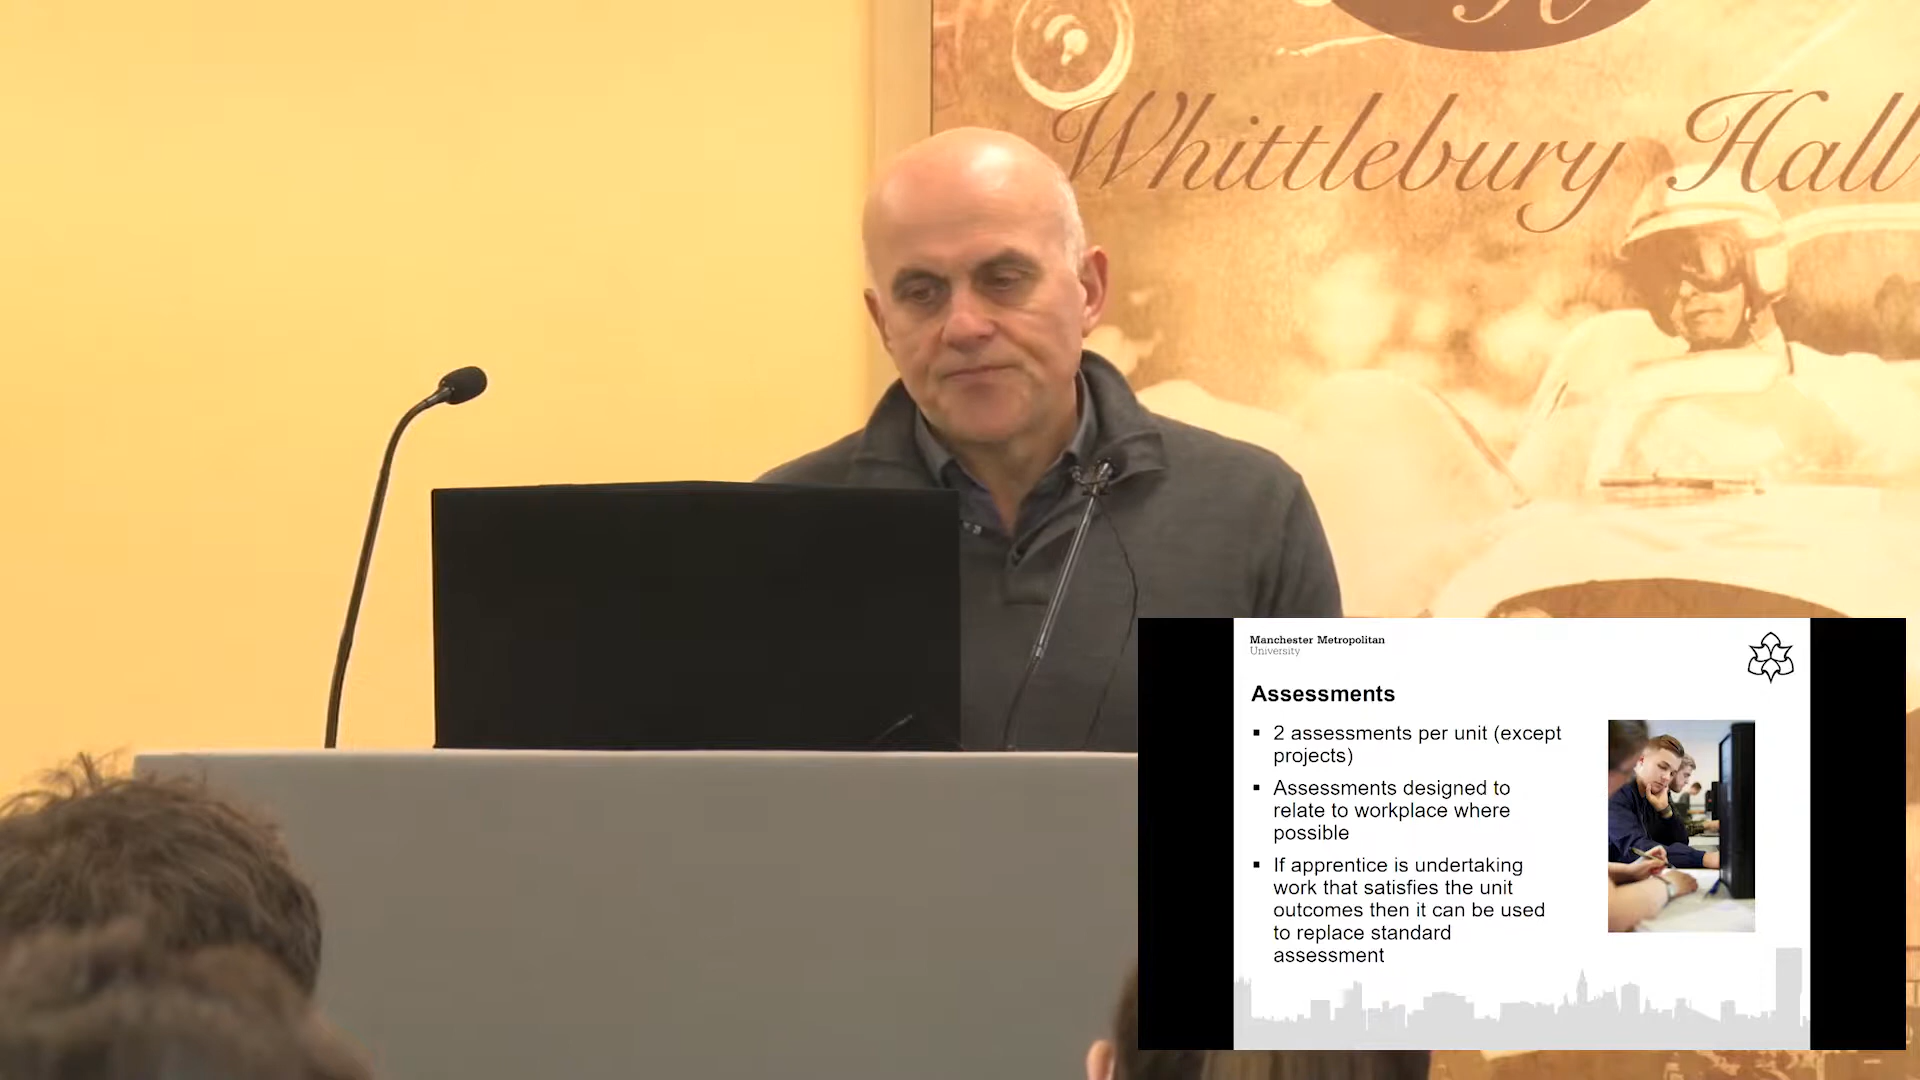 Whittlebury Hall
Manchester Metropolitan
University
Assessments
▪ 2 assessments per unit (except
projects)
▪ Assessments designed to
relate to workplace where
possible
▪ If apprentice is undertaking
work that satisfies the unit
outcomes then it can be used
to replace standard
assessment